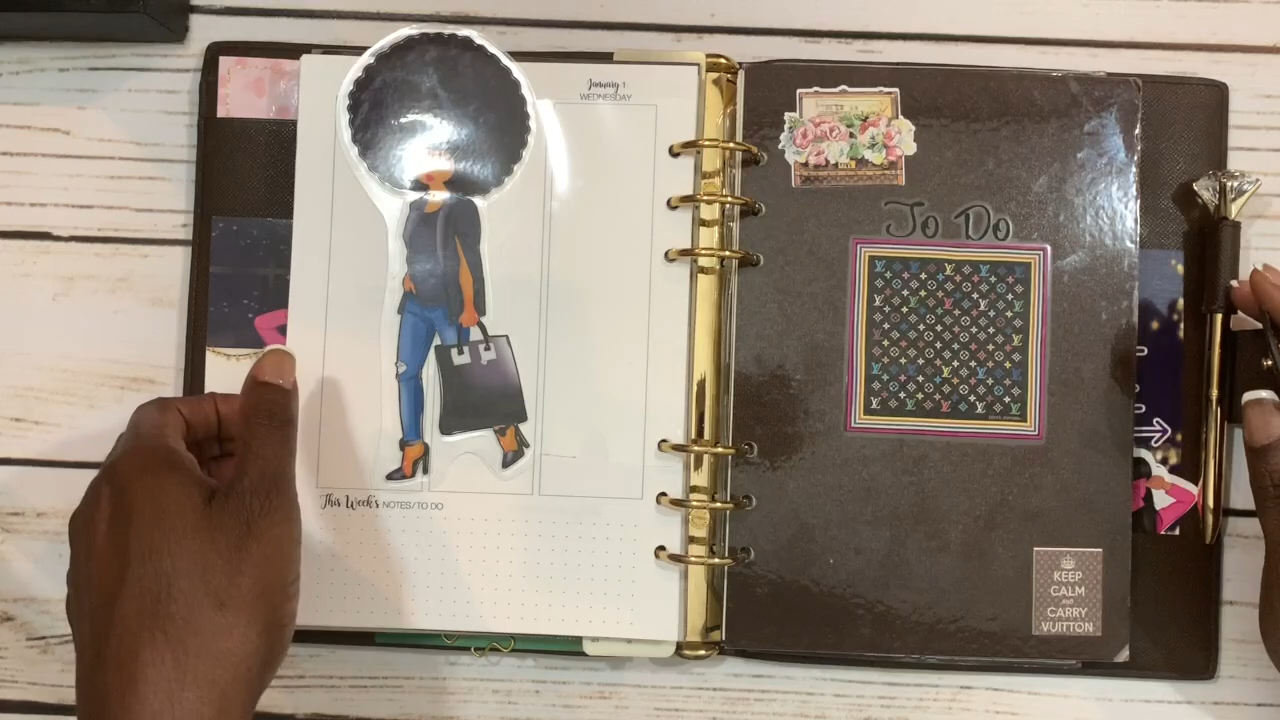 January 1
WEDNESDAY
This Week's NOTES/TO DO
To Do
KEEP
CALM
AND
CARRY
VUITTON